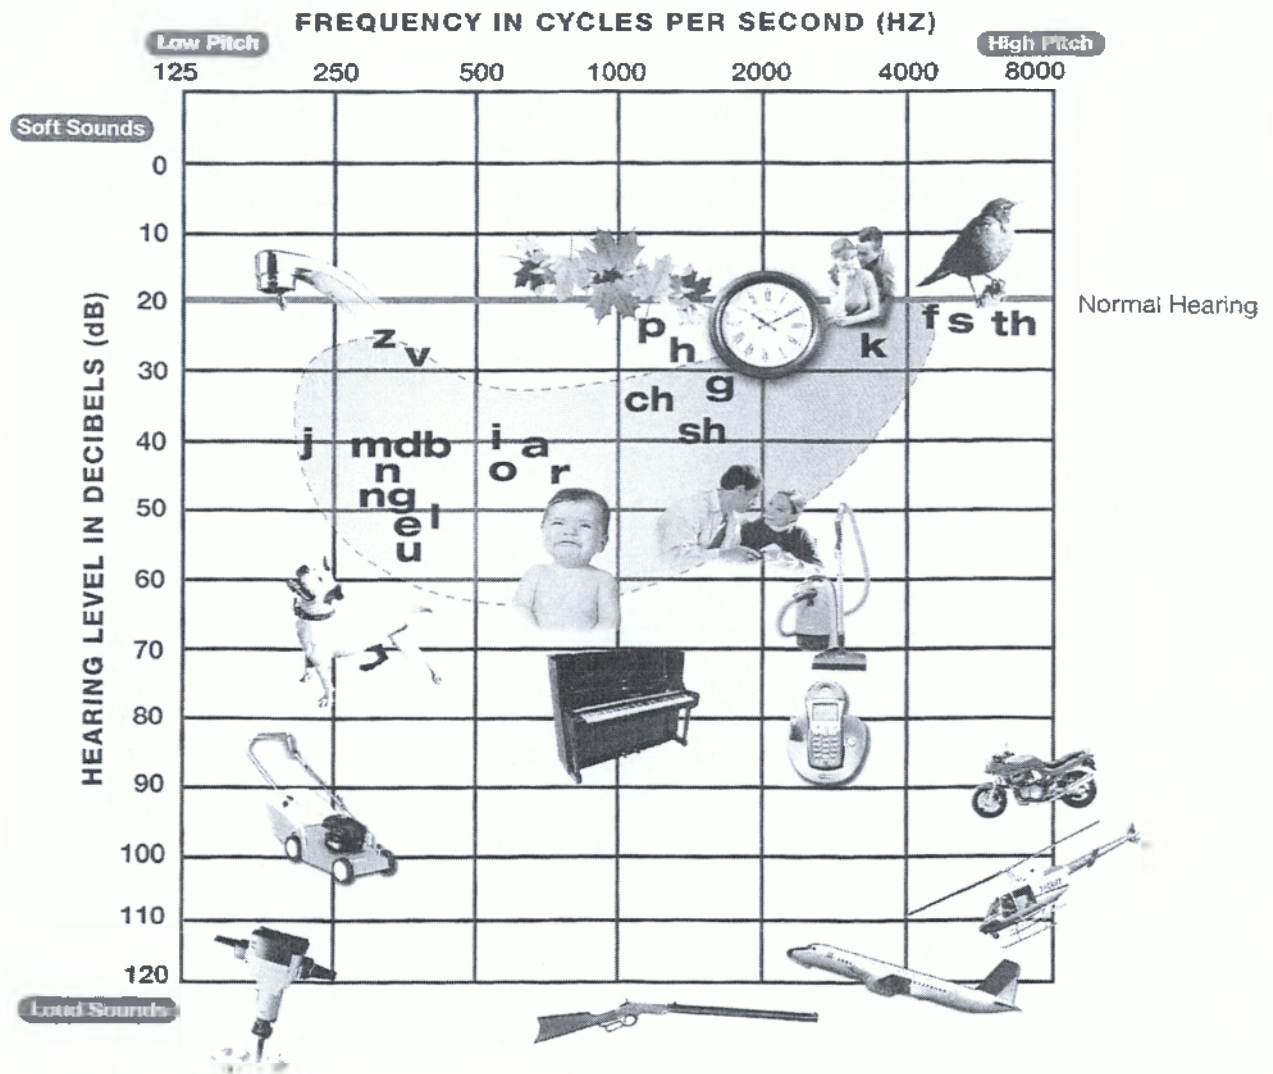 FREQUENCY IN CYCLES PER SECOND (HZ)
Low Pitch High Pitch
125 250 500 1000 2000 4000 8000
Soft Sounds
HEARING LEVEL IN DECIBELS (dB)
0
10
20 Normal Hearing
f s th
z v p h k
30
ch g
sh
40
j mdb i a
n o r
ng
50
e l
u
60
70
80
90
100
110
120
Loud Sounds